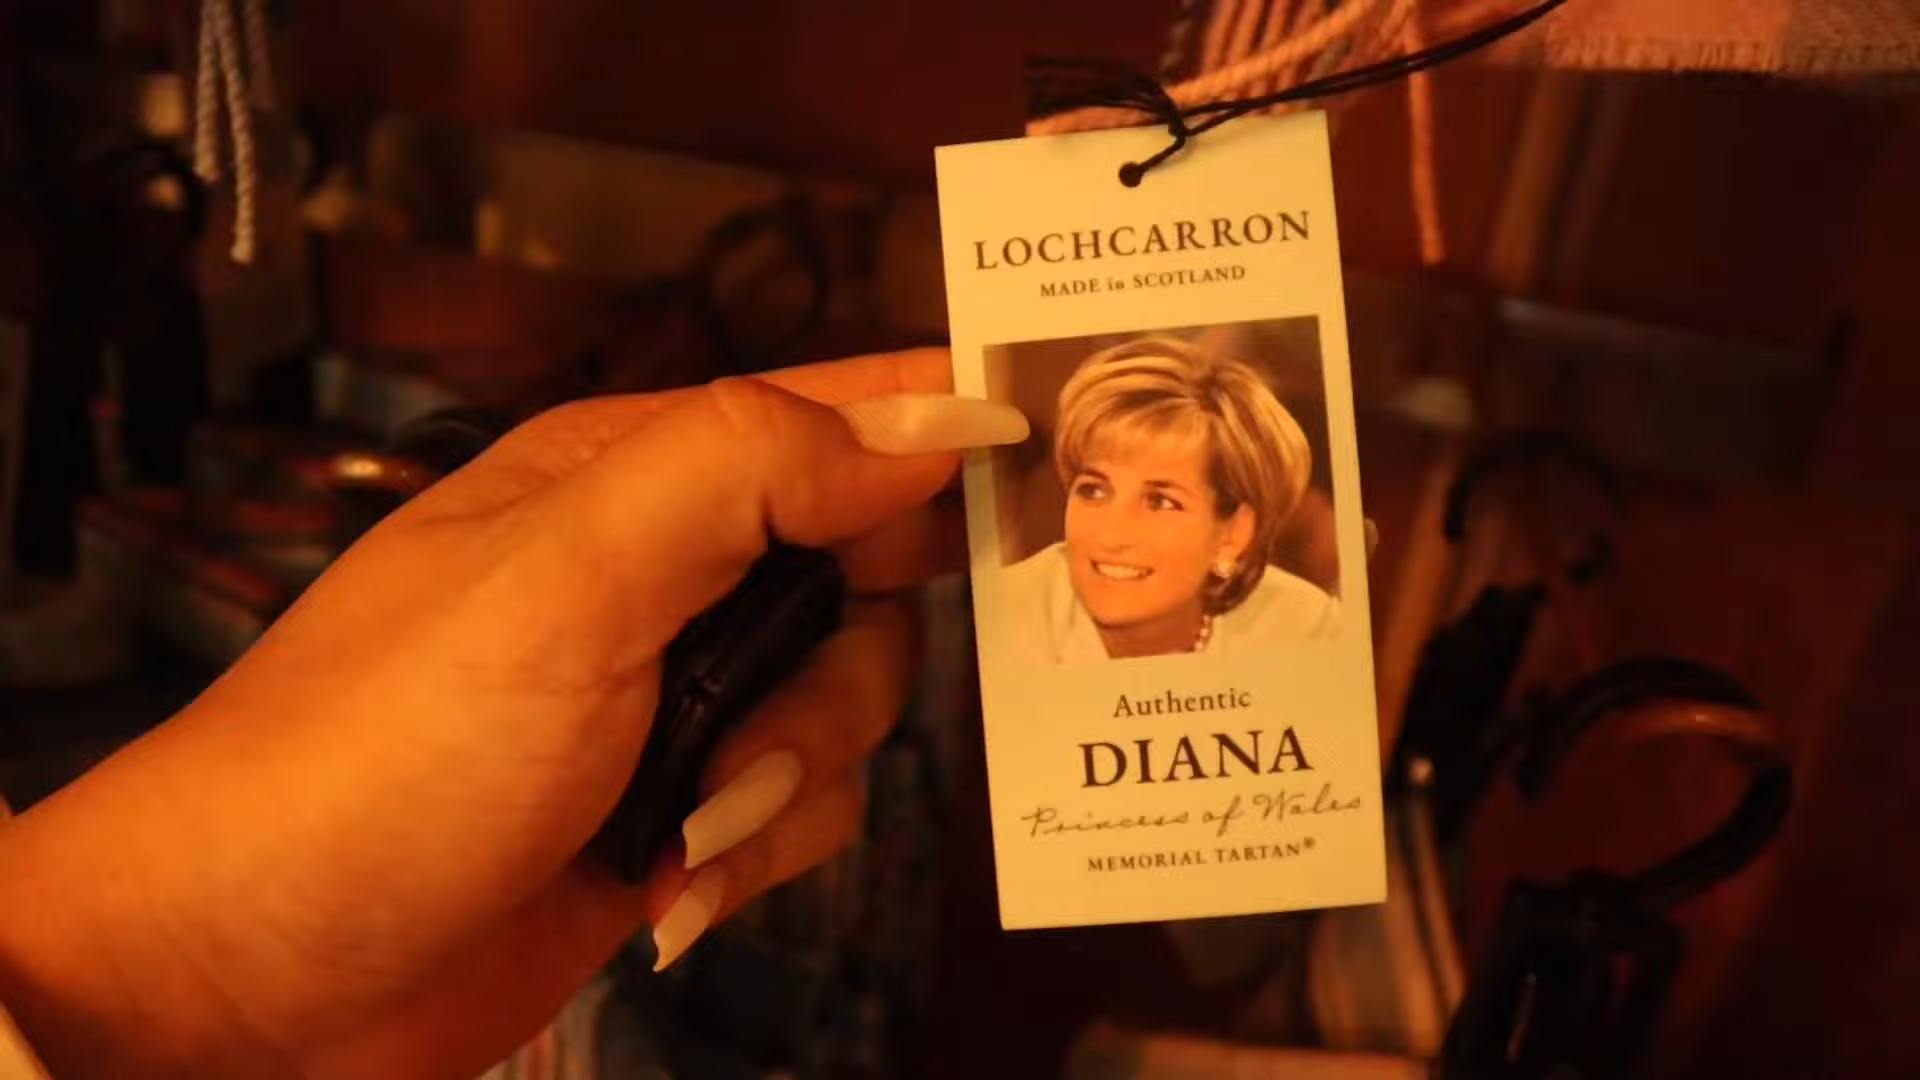 LOCHCARRON
MADE in SCOTLAND
Authentic
DIANA
Princess of Wales
MEMORIAL TARTAN®